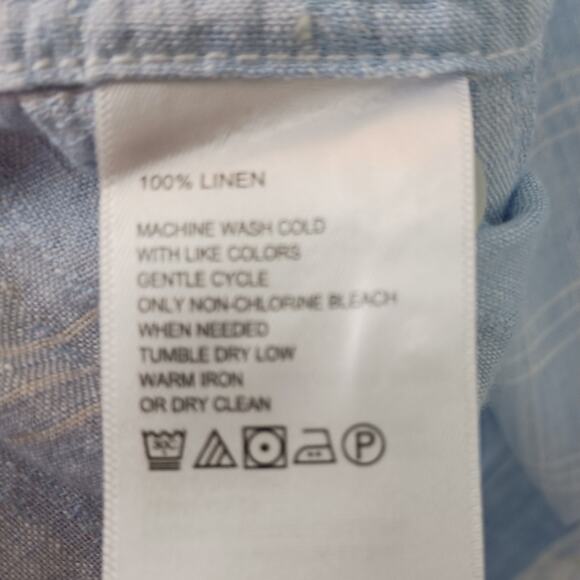 100% LINEN
MACHINE WASH COLD
WITH LIKE COLORS
GENTLE CYCLE
ONLY NON-CHLORINE BLEACH
WHEN NEEDED
TUMBLE DRY LOW
WARM IRON
OR DRY CLEAN
P